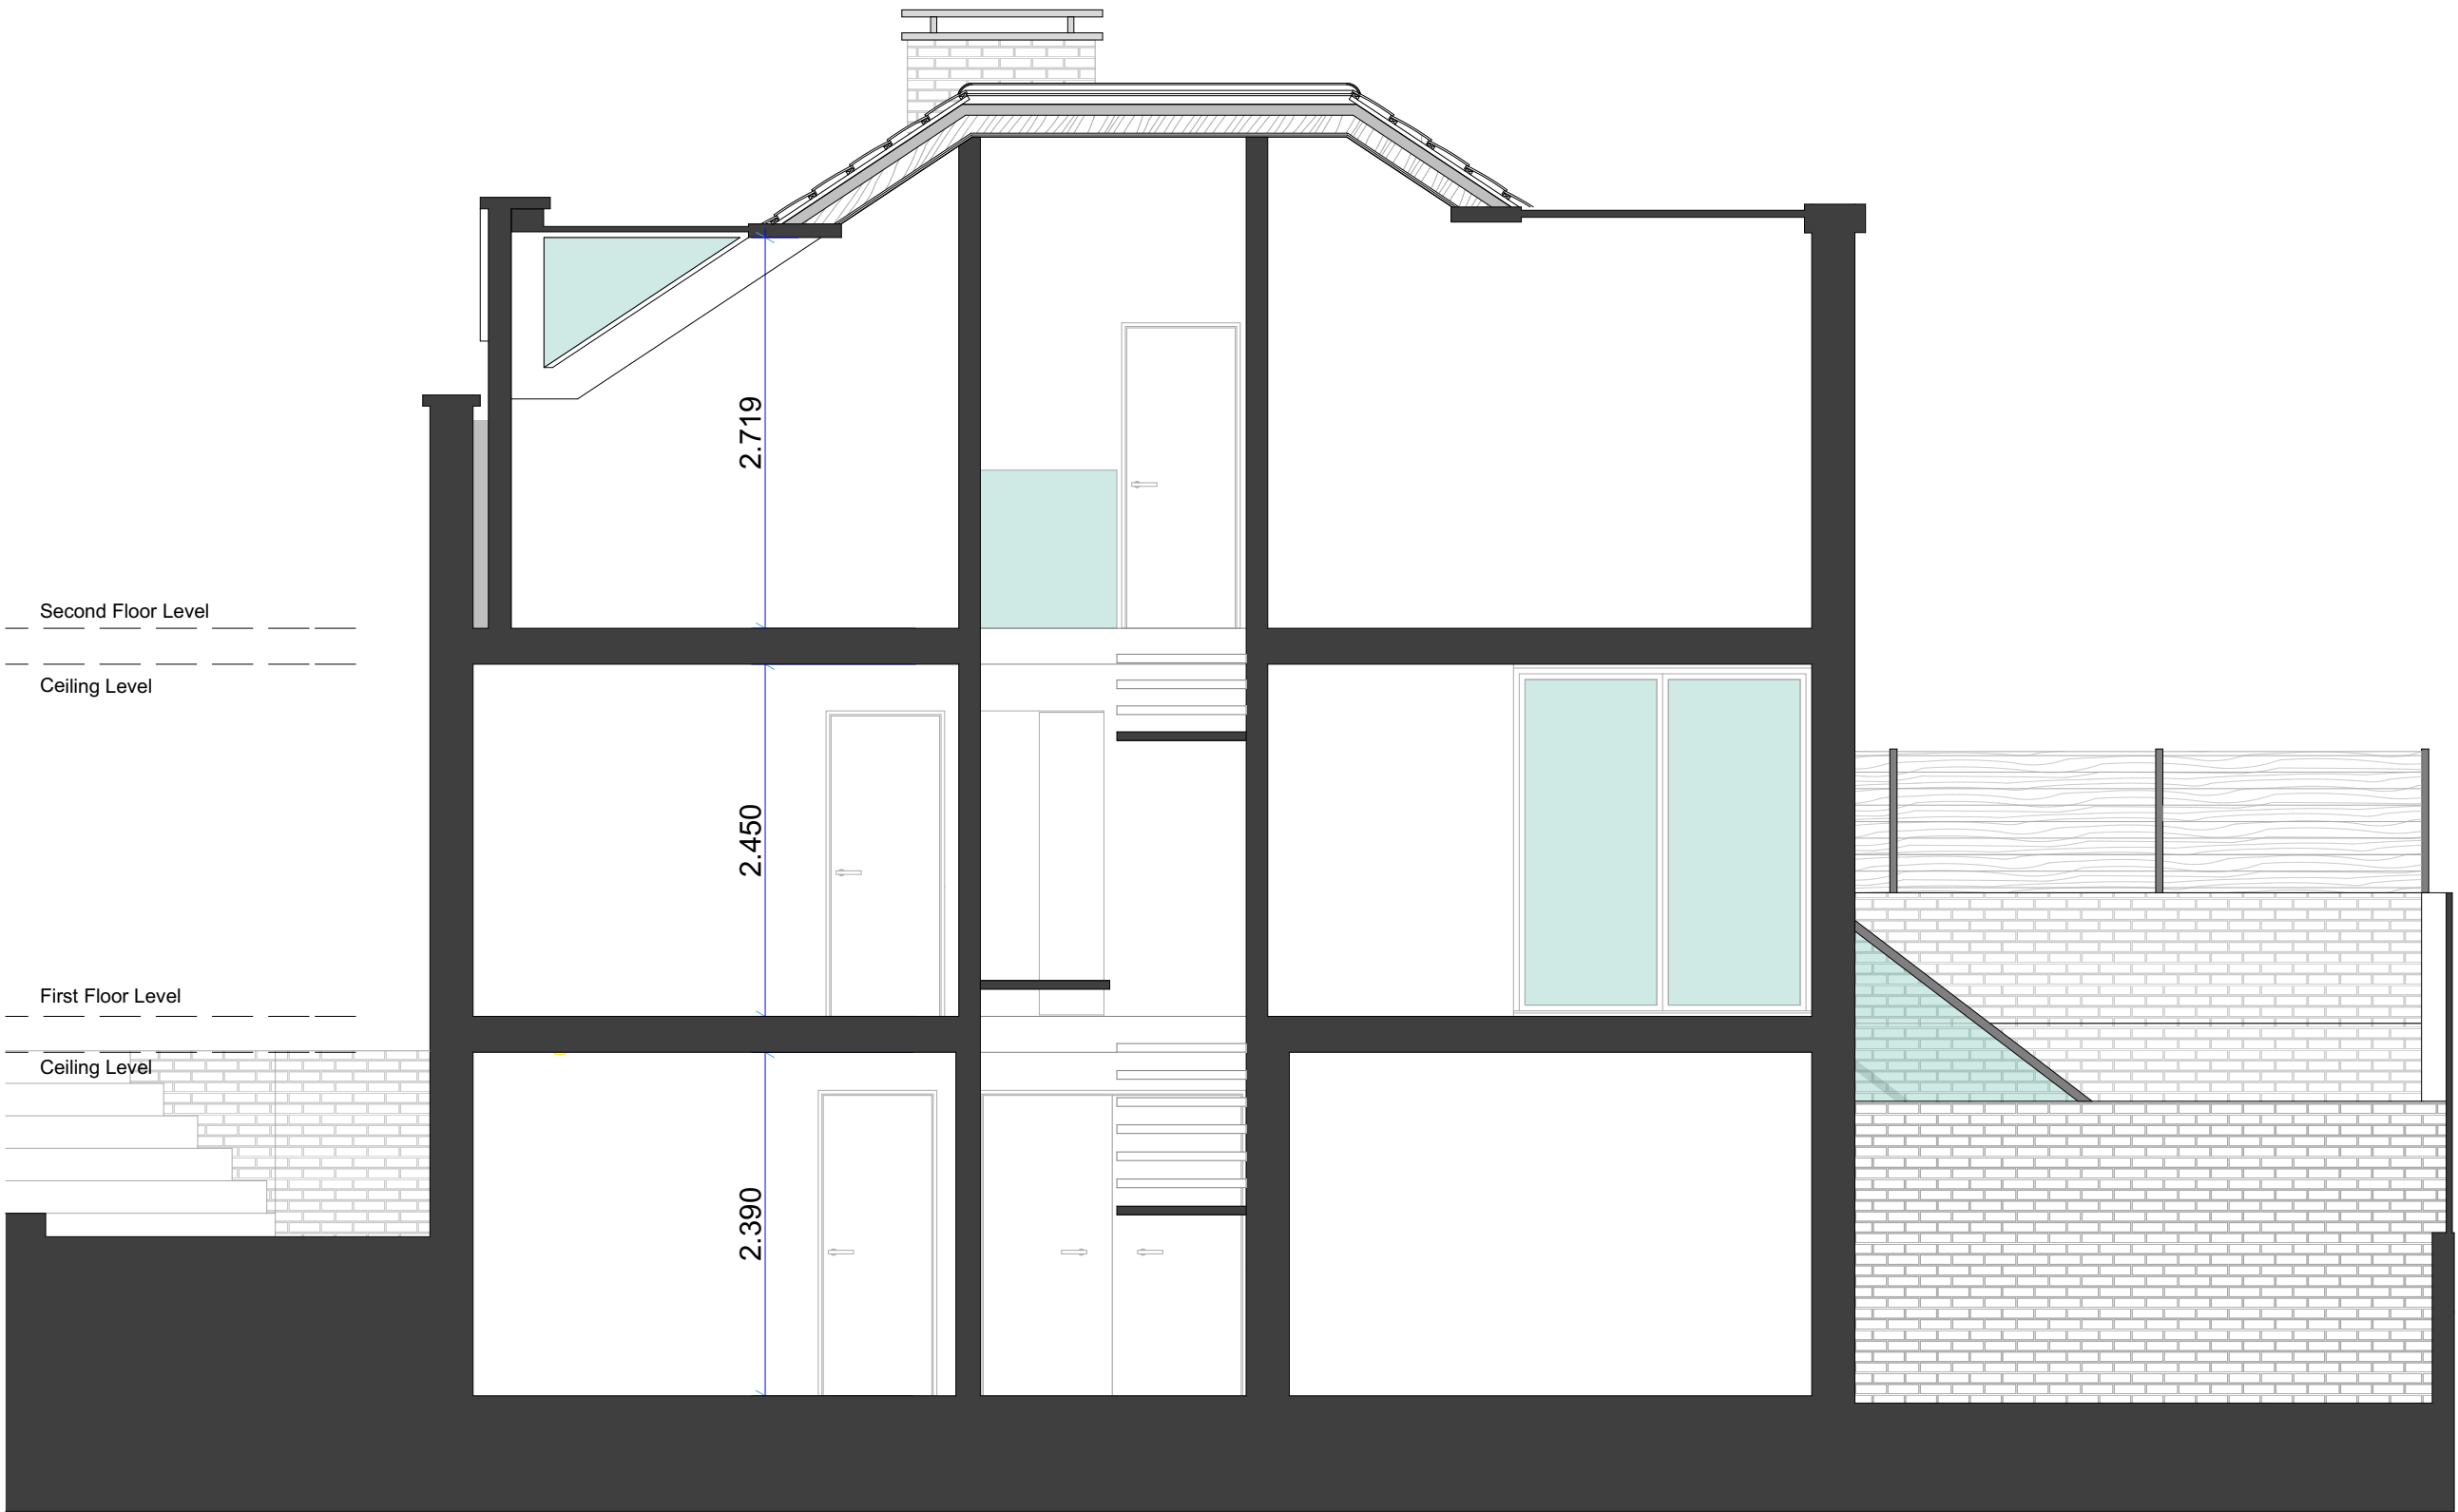 2.719
Second Floor Level
Ceiling Level
2.450
First Floor Level
Ceiling Level
2.390